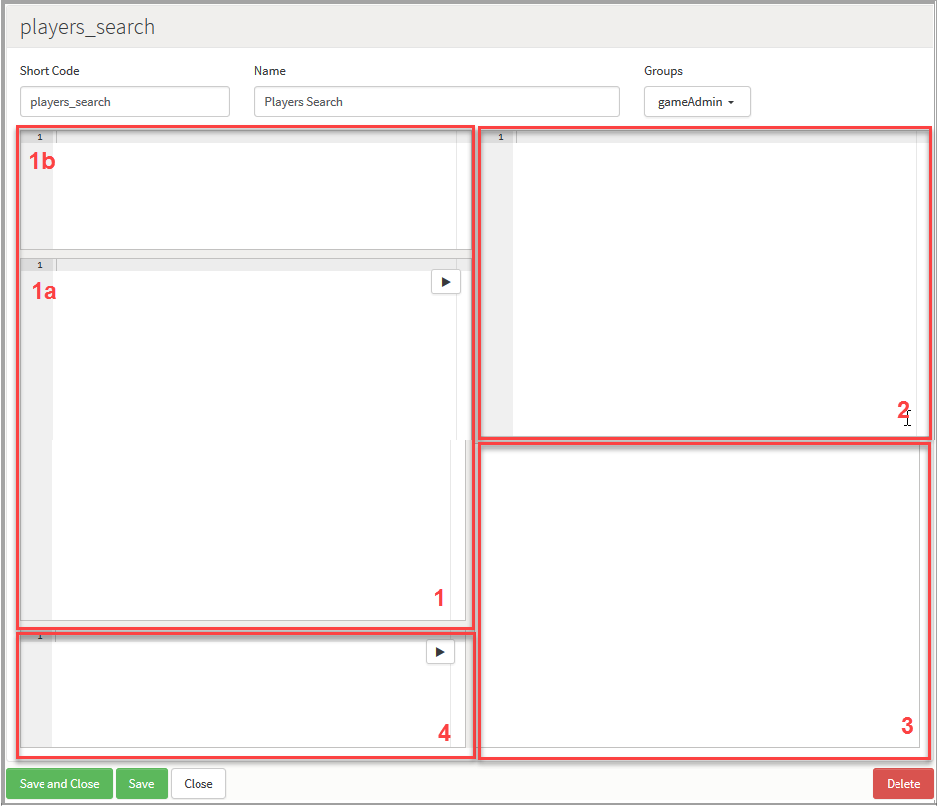 players_search
Short Code
Name
Groups
players_search
Players Search
gameAdmin
1
1
1b
1
1a
2
1
3
1
4
Save and Close
Save
Close
Delete